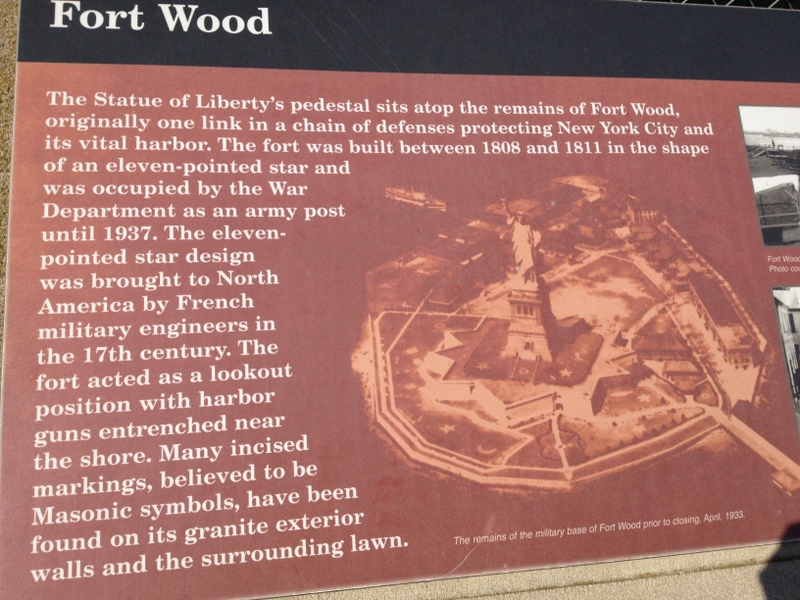 Fort Wood
The Statue of Liberty's pedestal sits atop the remains of Fort Wood,
originally one link in a chain of defenses protecting New York City and
its vital harbor. The fort was built between 1808 and 1811 in the shape
of an eleven-pointed star and
was occupied by the War
Department as an army post
until 1937. The eleven-
pointed star design
was brought to North
America by French
military engineers in
the 17th century. The
fort acted as a lookout
position with harbor
guns entrenched near
the shore. Many incised
markings, believed to be
Masonic symbols, have been
found on its granite exterior
walls and the surrounding lawn.
The remains of the military base of Fort Wood prior to closing, April, 1933.
Fort Wood
Photo cou